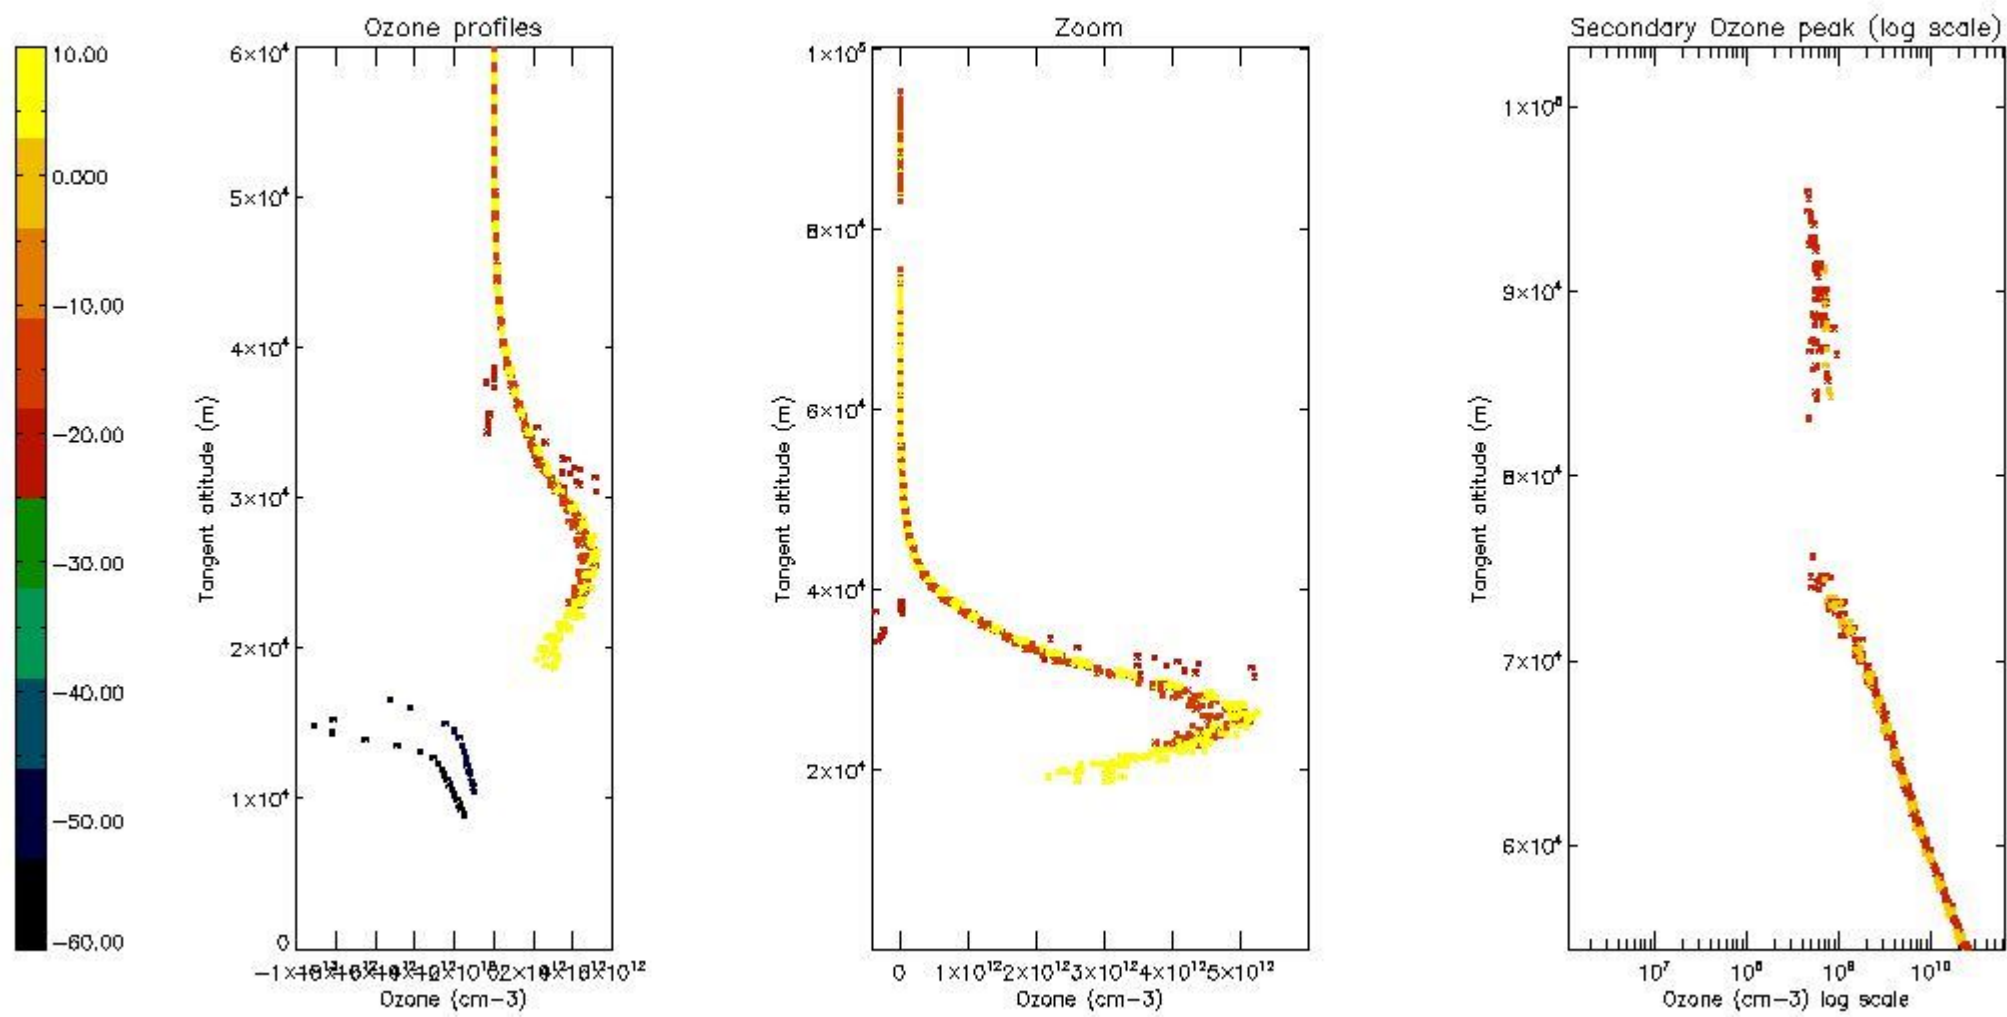 Ozone profiles
Zoom
Secondary Ozone peak (log scale)
10.00
0.000
−10.00
−20.00
−30.00
−40.00
−50.00
−60.00
6×10⁴
5×10⁴
4×10⁴
3×10⁴
2×10⁴
1×10⁴
0
Tangent altitude (m)
Ozone (cm−3)
1×10⁵
8×10⁴
6×10⁴
4×10⁴
2×10⁴
Tangent altitude (m)
0 1×10¹² 2×10¹² 3×10¹² 4×10¹² 5×10¹²
Ozone (cm−3)
9×10⁴
8×10⁴
7×10⁴
6×10⁴
Tangent altitude (m)
10⁷ 10⁸ 10⁹ 10¹⁰
Ozone (cm−3) log scale